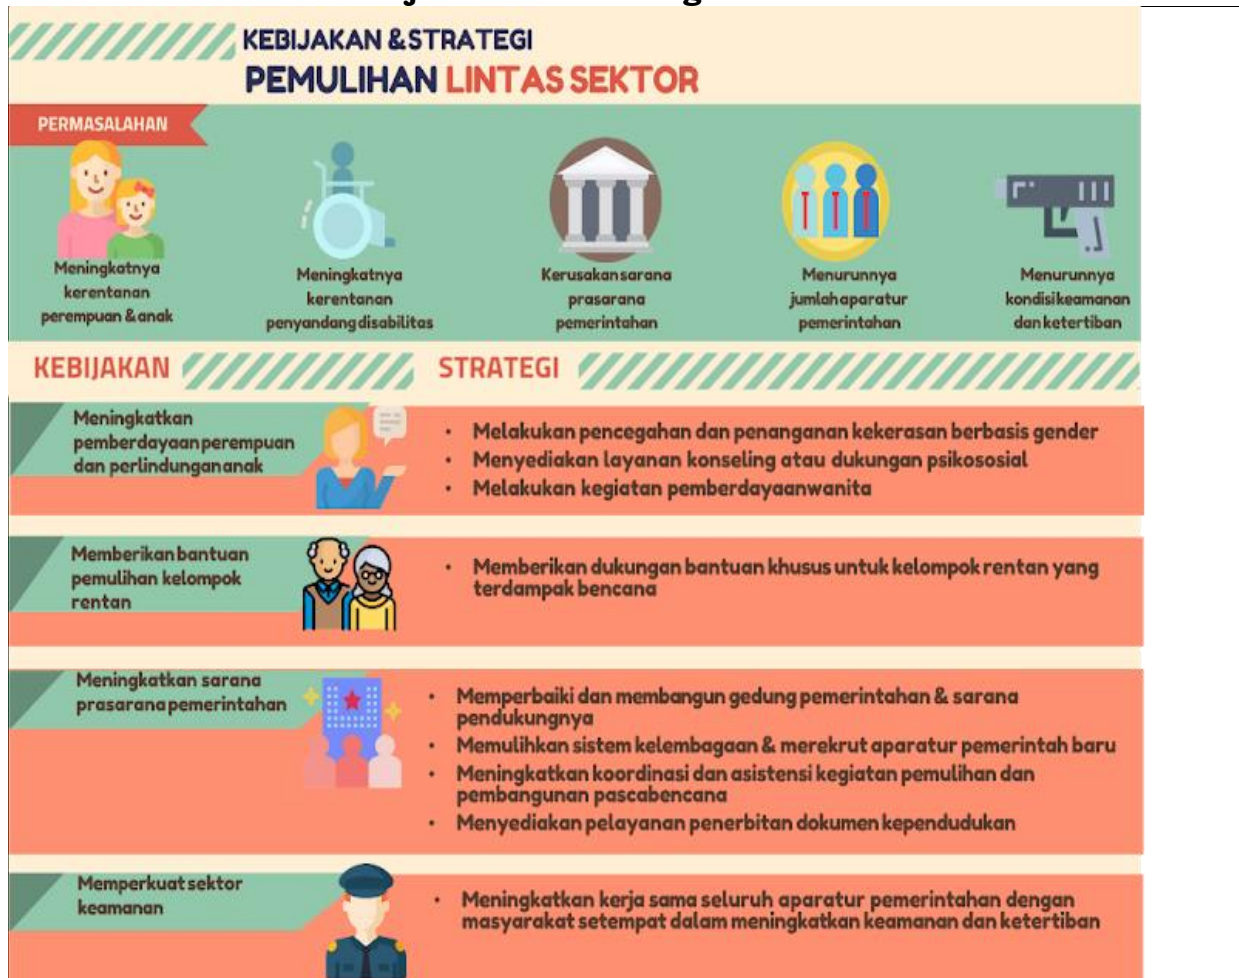 KEBIJAKAN & STRATEGI
PEMULIHAN LINTAS SEKTOR
PERMASALAHAN
Meningkatnya
kerentanan
perempuan & anak
Meningkatnya
kerentanan
penyandang disabilitas
Kerusakan sarana
prasarana
pemerintahan
Menurunnya
jumlah aparatur
pemerintahan
Menurunnya
kondisi keamanan
dan ketertiban
KEBIJAKAN
STRATEGI
Meningkatkan
pemberdayaan perempuan
dan perlindungan anak
• Melakukan pencegahan dan penanganan kekerasan berbasis gender
• Menyediakan layanan konseling atau dukungan psikososial
• Melakukan kegiatan pemberdayaanwanita
Memberikan bantuan
pemulihan kelompok
rentan
• Memberikan dukungan bantuan khusus untuk kelompok rentan yang
terdampak bencana
Meningkatkan sarana
prasarana pemerintahan
• Memperbaiki dan membangun gedung pemerintahan & sarana
pendukungnya
• Memulihkan sistem kelembagaan & merekrut aparatur pemerintah baru
• Meningkatkan koordinasi dan asistensi kegiatan pemulihan dan
pembangunan pascabencana
• Menyediakan pelayanan penerbitan dokumen kependudukan
Memperkuat sektor
keamanan
• Meningkatkan kerja sama seluruh aparatur pemerintahan dengan
masyarakat setempat dalam meningkatkan keamanan dan ketertiban